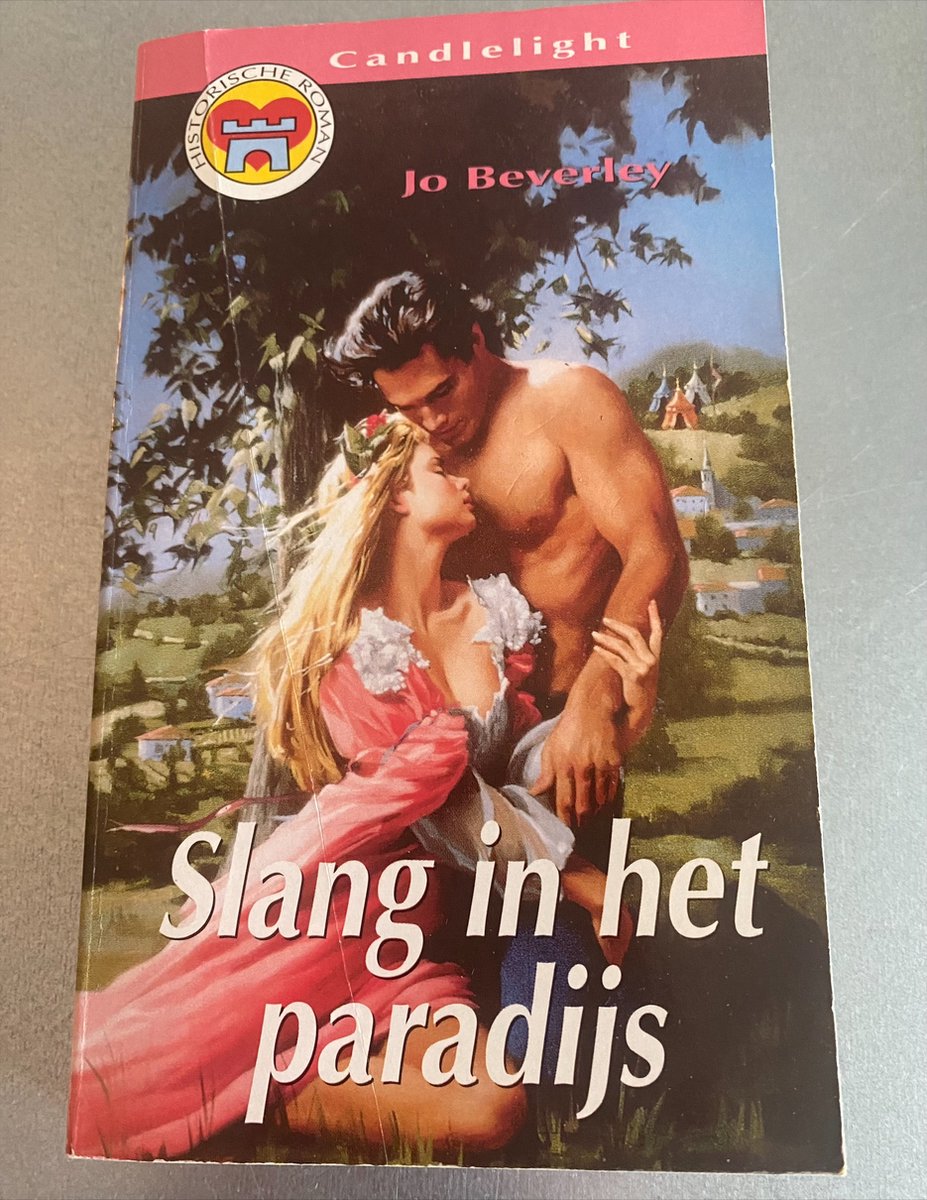 Candlelight
HISTORISCHE ROMAN
Jo Beverley
Slang in het
paradijs